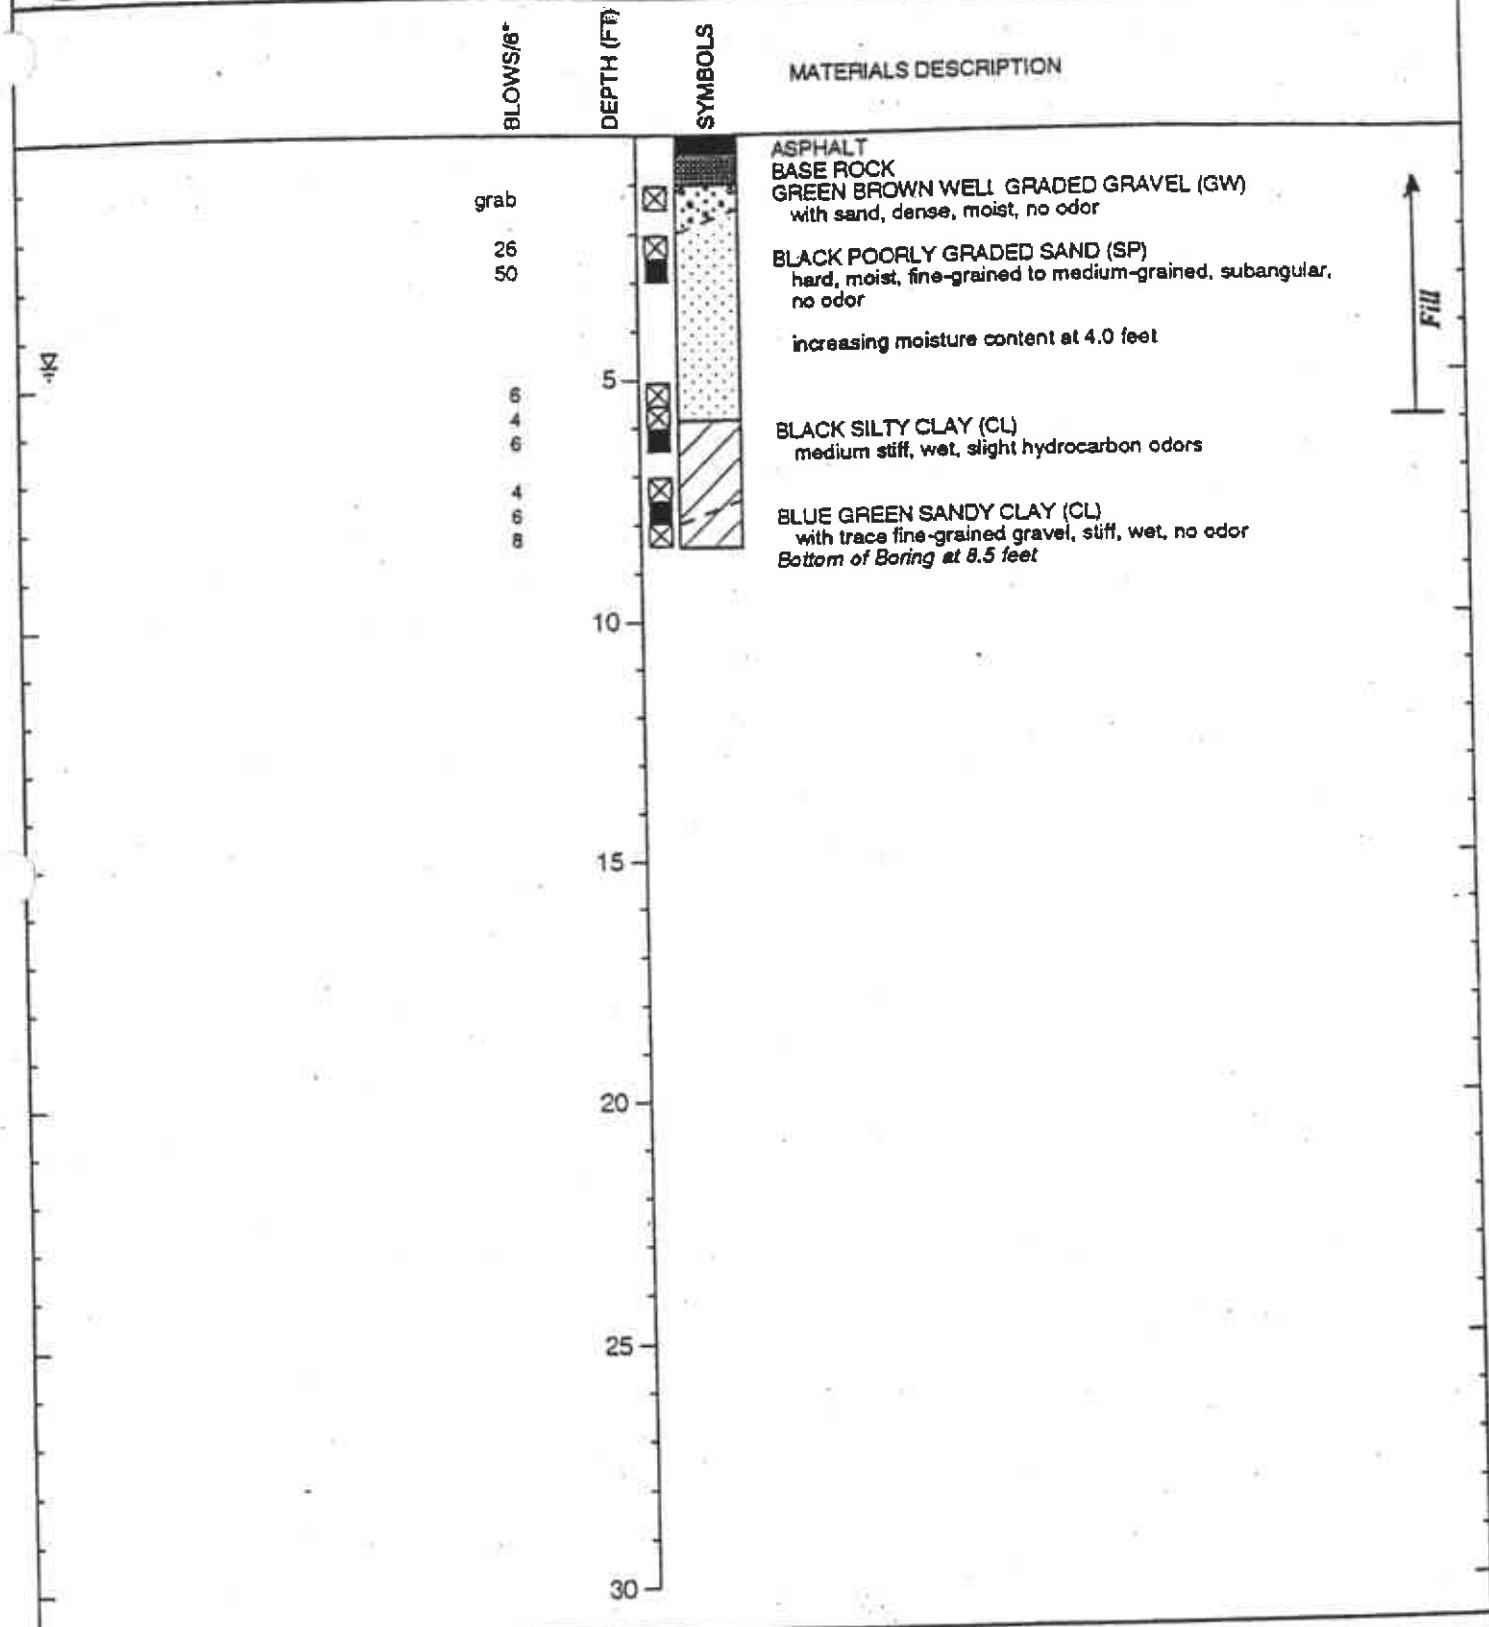 BLOWS/6"
DEPTH (FT)
SYMBOLS
MATERIALS DESCRIPTION
ASPHALT
BASE ROCK
grab
GREEN BROWN WELL GRADED GRAVEL (GW)
with sand, dense, moist, no odor
26
BLACK POORLY GRADED SAND (SP)
50
hard, moist, fine-grained to medium-grained, subangular,
no odor
Fill
increasing moisture content at 4.0 feet
5
6
4
BLACK SILTY CLAY (CL)
6
medium stiff, wet, slight hydrocarbon odors
4
6
BLUE GREEN SANDY CLAY (CL)
8
with trace fine-grained gravel, stiff, wet, no odor
Bottom of Boring at 8.5 feet
10
15
20
25
30